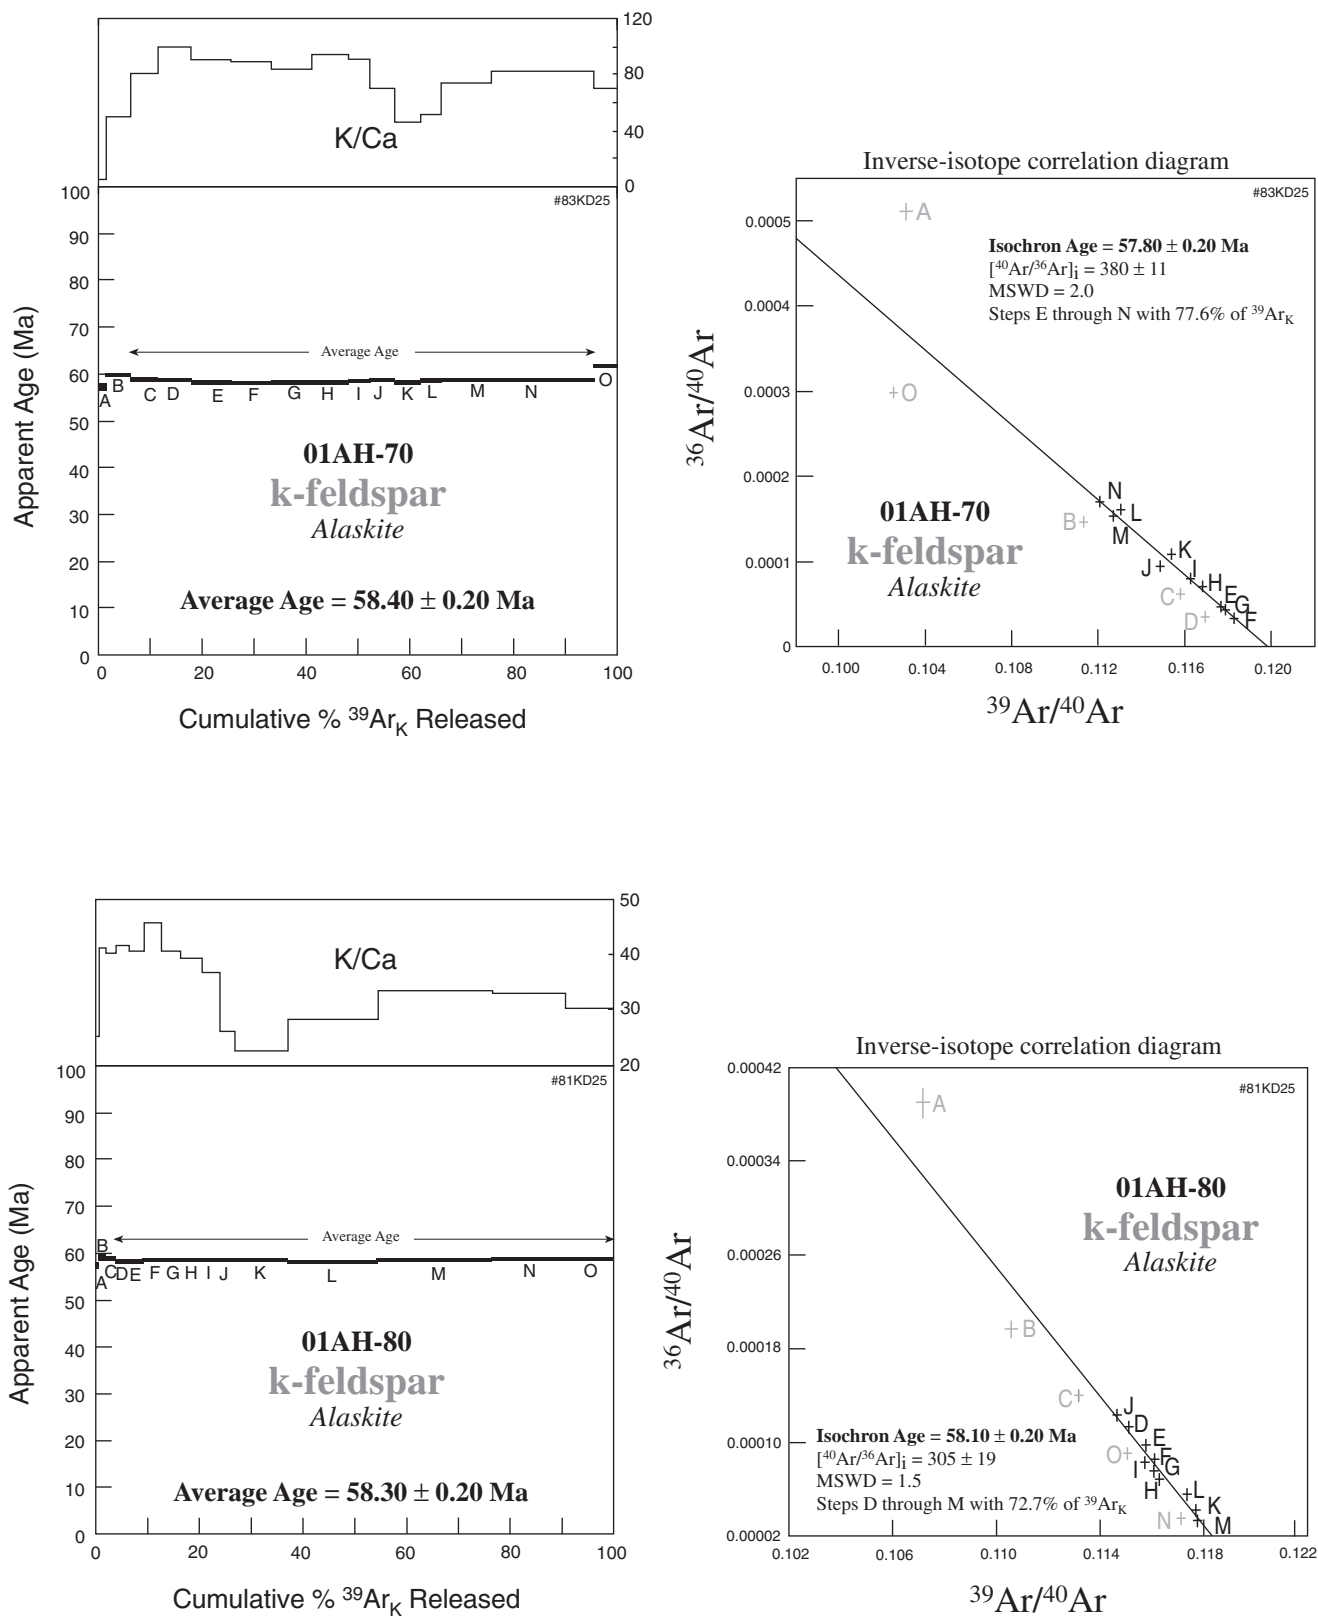 120
80
40
0
K/Ca
#83KD25
100
90
80
70
60
50
40
30
20
10
0
Apparent Age (Ma)
Average Age
A B C D E F G H I J K L M N O
01AH-70
k-feldspar
Alaskite
Average Age = 58.40 ± 0.20 Ma
0 20 40 60 80 100
Cumulative % ³⁹Ar_K Released
Inverse-isotope correlation diagram
#83KD25
0.0005
0.0004
0.0003
0.0002
0.0001
0
³⁶Ar/⁴⁰Ar
A
Isochron Age = 57.80 ± 0.20 Ma
[⁴⁰Ar/³⁶Ar]i = 380 ± 11
MSWD = 2.0
Steps E through N with 77.6% of ³⁹Ar_K
O
N
L
B
M
01AH-70
k-feldspar
Alaskite
K
J
I
H
C
E
G
D
F
0.100 0.104 0.108 0.112 0.116 0.120
³⁹Ar/⁴⁰Ar
50
40
30
20
K/Ca
#81KD25
100
90
80
70
60
50
40
30
20
10
0
Apparent Age (Ma)
Average Age
B
A C D E F G H I J K L M N O
01AH-80
k-feldspar
Alaskite
Average Age = 58.30 ± 0.20 Ma
0 20 40 60 80 100
Cumulative % ³⁹Ar_K Released
Inverse-isotope correlation diagram
0.00042
0.00034
0.00026
0.00018
0.00010
0.00002
³⁶Ar/⁴⁰Ar
#81KD25
A
01AH-80
k-feldspar
Alaskite
B
C
J
D
Isochron Age = 58.10 ± 0.20 Ma
[⁴⁰Ar/³⁶Ar]i = 305 ± 19
MSWD = 1.5
Steps D through M with 72.7% of ³⁹Ar_K
E
O
F
I
G
H
L
K
N
M
0.102 0.106 0.110 0.114 0.118 0.122
³⁹Ar/⁴⁰Ar